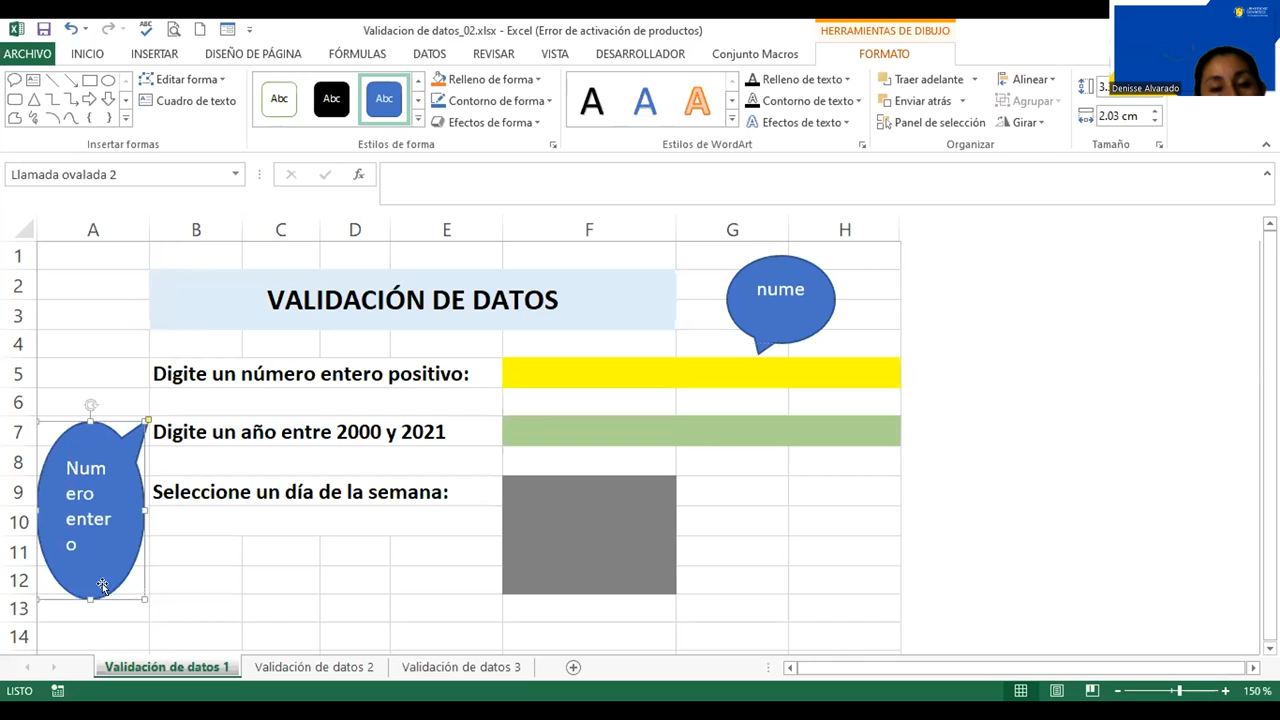 Validacion de datos_02.xlsx - Excel (Error de activación de productos)
HERRAMIENTAS DE DIBUJO
ARCHIVO INICIO INSERTAR DISEÑO DE PÁGINA FÓRMULAS DATOS REVISAR VISTA DESARROLLADOR Conjunto Macros FORMATO
Denisse Alvarado
Editar forma
Cuadro de texto
Insertar formas
Abc Abc Abc
Relleno de forma
Contorno de forma
Efectos de forma
Estilos de forma
A A A
Relleno de texto
Contorno de texto
Efectos de texto
Estilos de WordArt
Traer adelante
Enviar atrás
Panel de selección
Alinear
Agrupar
Girar
Organizar
3.
2.03 cm
Tamaño
Llamada ovalada 2
fx
A B C D E F G H
1
2
3
4
5
6
7
8
9
10
11
12
13
14
VALIDACIÓN DE DATOS
nume
Digite un número entero positivo:
Digite un año entre 2000 y 2021
Num
ero
enter
o
Seleccione un día de la semana:
Validación de datos 1 Validación de datos 2 Validación de datos 3
LISTO
150 %